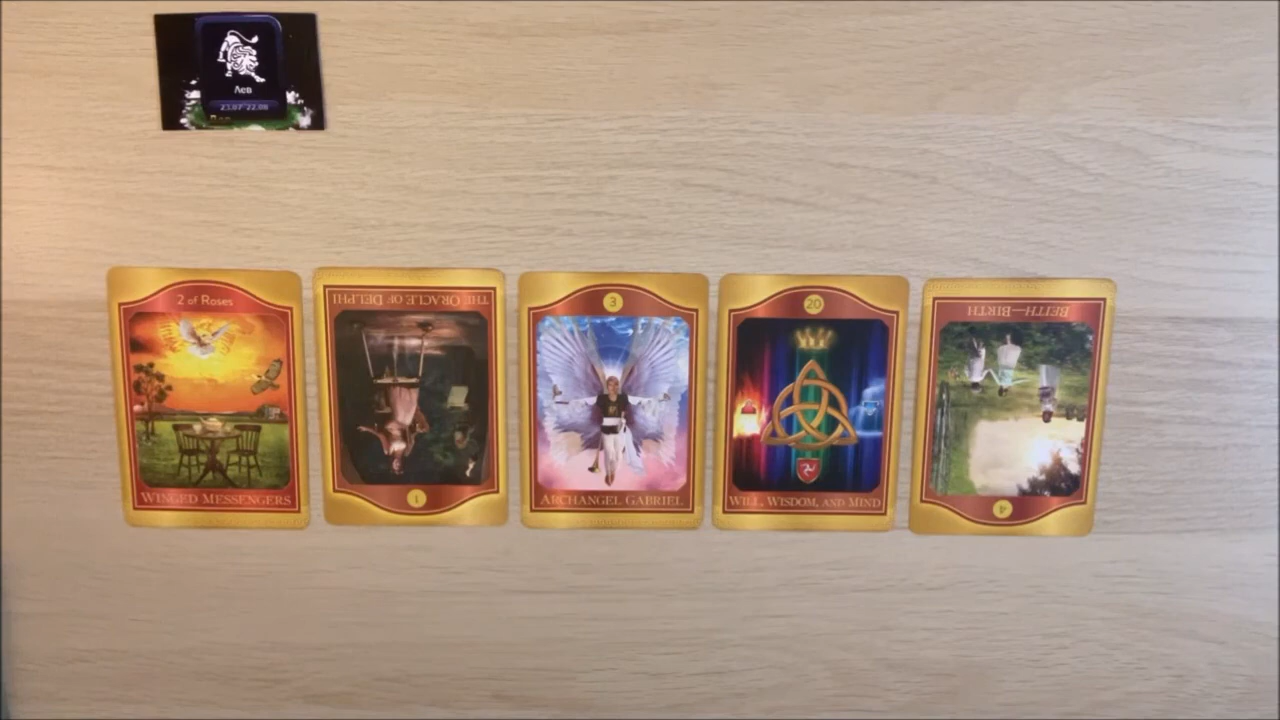 Лев
23.07-22.08
2 of Roses
WINGED MESSENGERS
THE ORACLE OF DELPHI
1
3
ARCHANGEL GABRIEL
20
WILL, WISDOM, AND MIND
BEITH—BIRTH
4